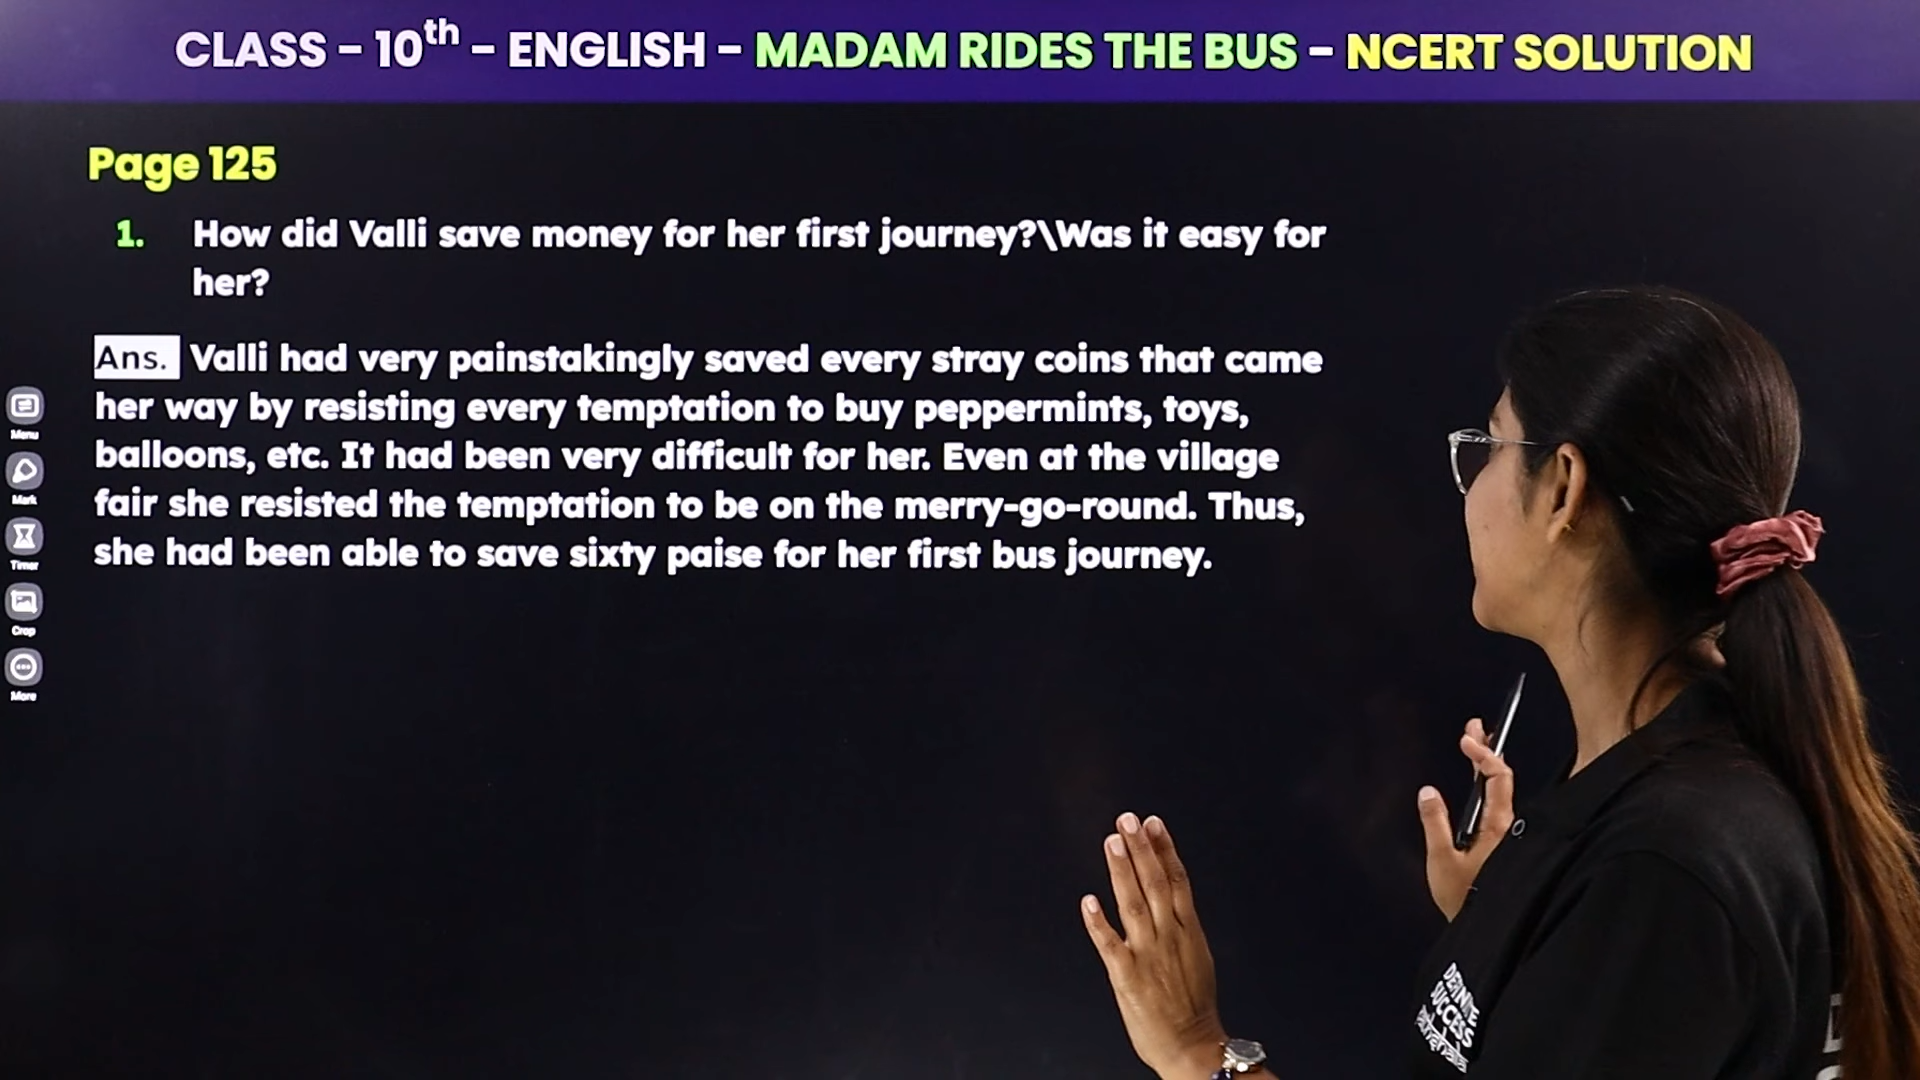 CLASS – 10th – ENGLISH – MADAM RIDES THE BUS – NCERT SOLUTION
Page 125
1. How did Valli save money for her first journey?\Was it easy for
her?
Ans. Valli had very painstakingly saved every stray coins that came
her way by resisting every temptation to buy peppermints, toys,
balloons, etc. It had been very difficult for her. Even at the village
fair she resisted the temptation to be on the merry-go-round. Thus,
she had been able to save sixty paise for her first bus journey.
Menu
Mark
Timer
Crop
More
DEFINITE
SUCCESS